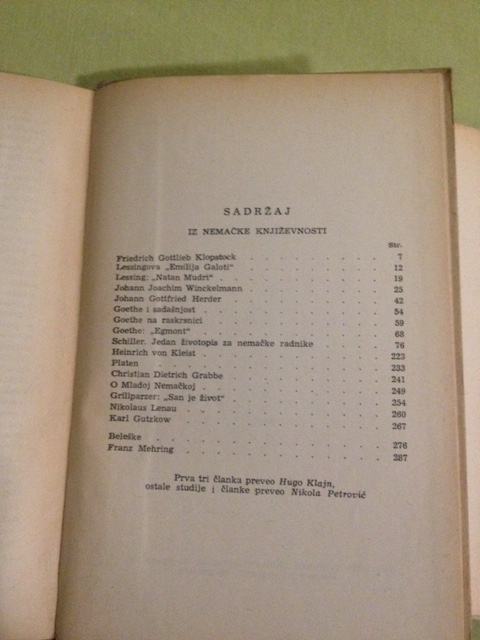 SADRŽAJ
IZ NEMAČKE KNJIŽEVNOSTI
Str.
Friedrich Gottlieb Klopstock . . . . . . . . 7
Lessingova „Emilija Galoti“ . . . . . . . . 12
Lessing: „Natan Mudri“ . . . . . . . . . 19
Johann Joachim Winckelmann . . . . . . . . 25
Johann Gottfried Herder . . . . . . . . . 42
Goethe i sadašnjost . . . . . . . . . . 54
Goethe na raskrsnici . . . . . . . . . . 59
Goethe: „Egmont“ . . . . . . . . . . 68
Schiller. Jedan životopis za nemačke radnike . . . . 76
Heinrich von Kleist . . . . . . . . . . 223
Platen . . . . . . . . . . . . . 233
Christian Dietrich Grabbe . . . . . . . . 241
O Mladoj Nemačkoj . . . . . . . . . . 249
Grillparzer: „San je život“ . . . . . . . . 254
Nikolaus Lenau . . . . . . . . . . . 260
Karl Gutzkow . . . . . . . . . . . 267
Beleške . . . . . . . . . . . . 276
Franz Mehring . . . . . . . . . . . 287
Prva tri članka preveo Hugo Klajn,
ostale studije i članke preveo Nikola Petrović